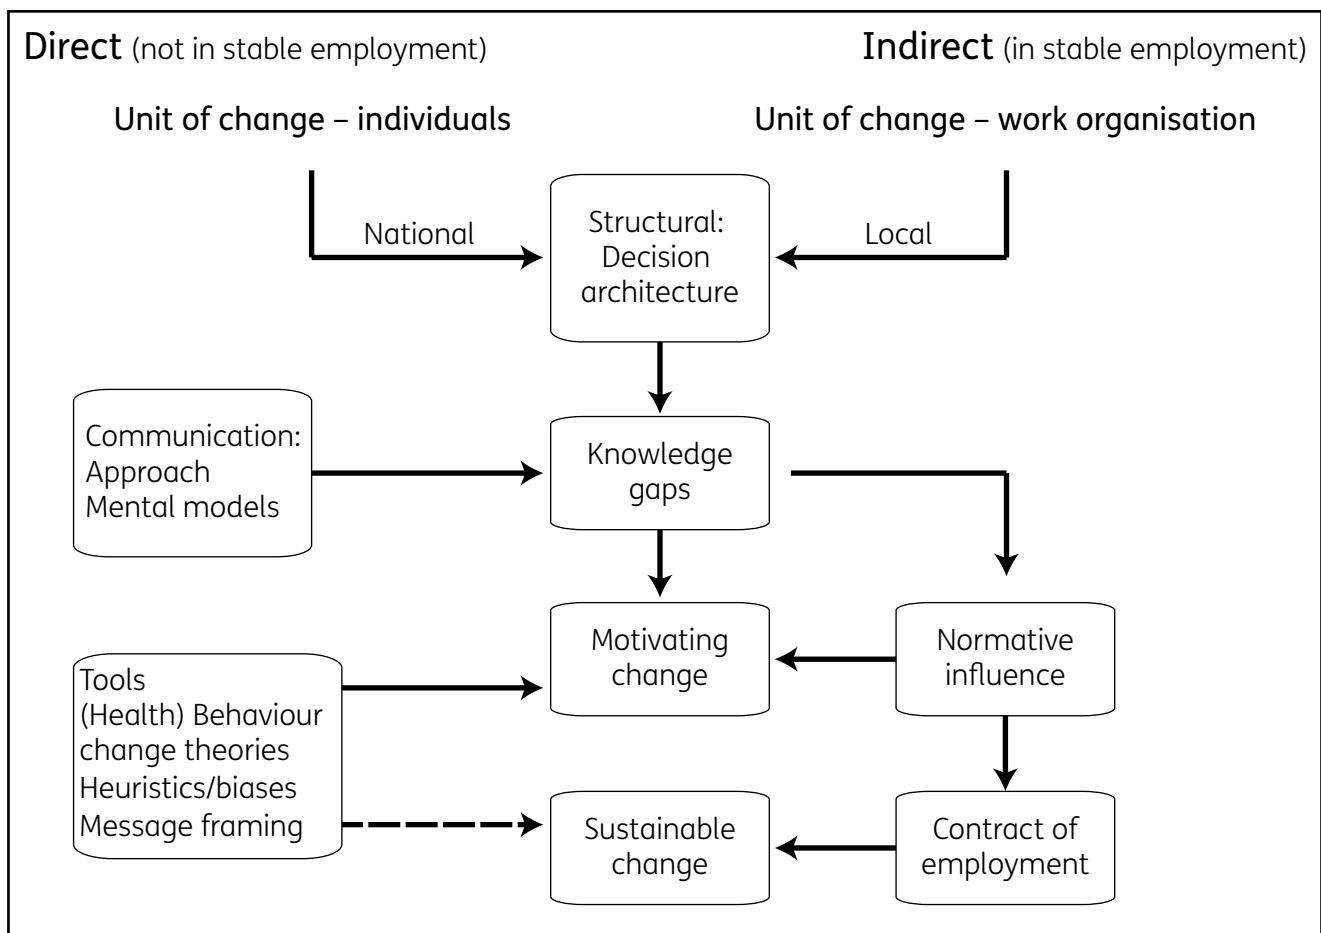 Direct (not in stable employment)
Indirect (in stable employment)
Unit of change – individuals
Unit of change – work organisation
National
Structural:
Decision
architecture
Local
Communication:
Approach
Mental models
Knowledge
gaps
Tools
(Health) Behaviour
change theories
Heuristics/biases
Message framing
Motivating
change
Normative
influence
Sustainable
change
Contract of
employment